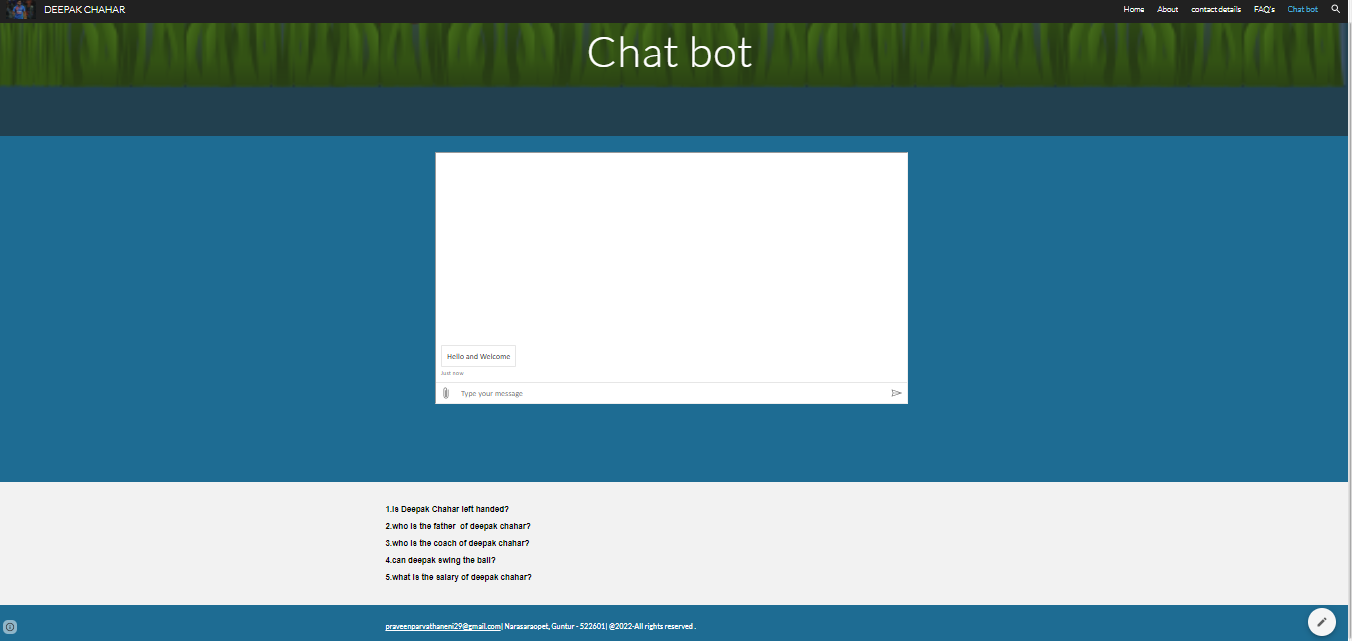 DEEPAK CHAHAR
Home About contact details FAQ's Chat bot
Chat bot
Hello and Welcome
Just now
Type your message
1.Is Deepak Chahar left handed?
2.who is the father of deepak chahar?
3.who is the coach of deepak chahar?
4.can deepak swing the ball?
5.what is the salary of deepak chahar?
praveenparvathaneni29@gmail.com| Narasaraopet, Guntur - 522601| @2022-All rights reserved .